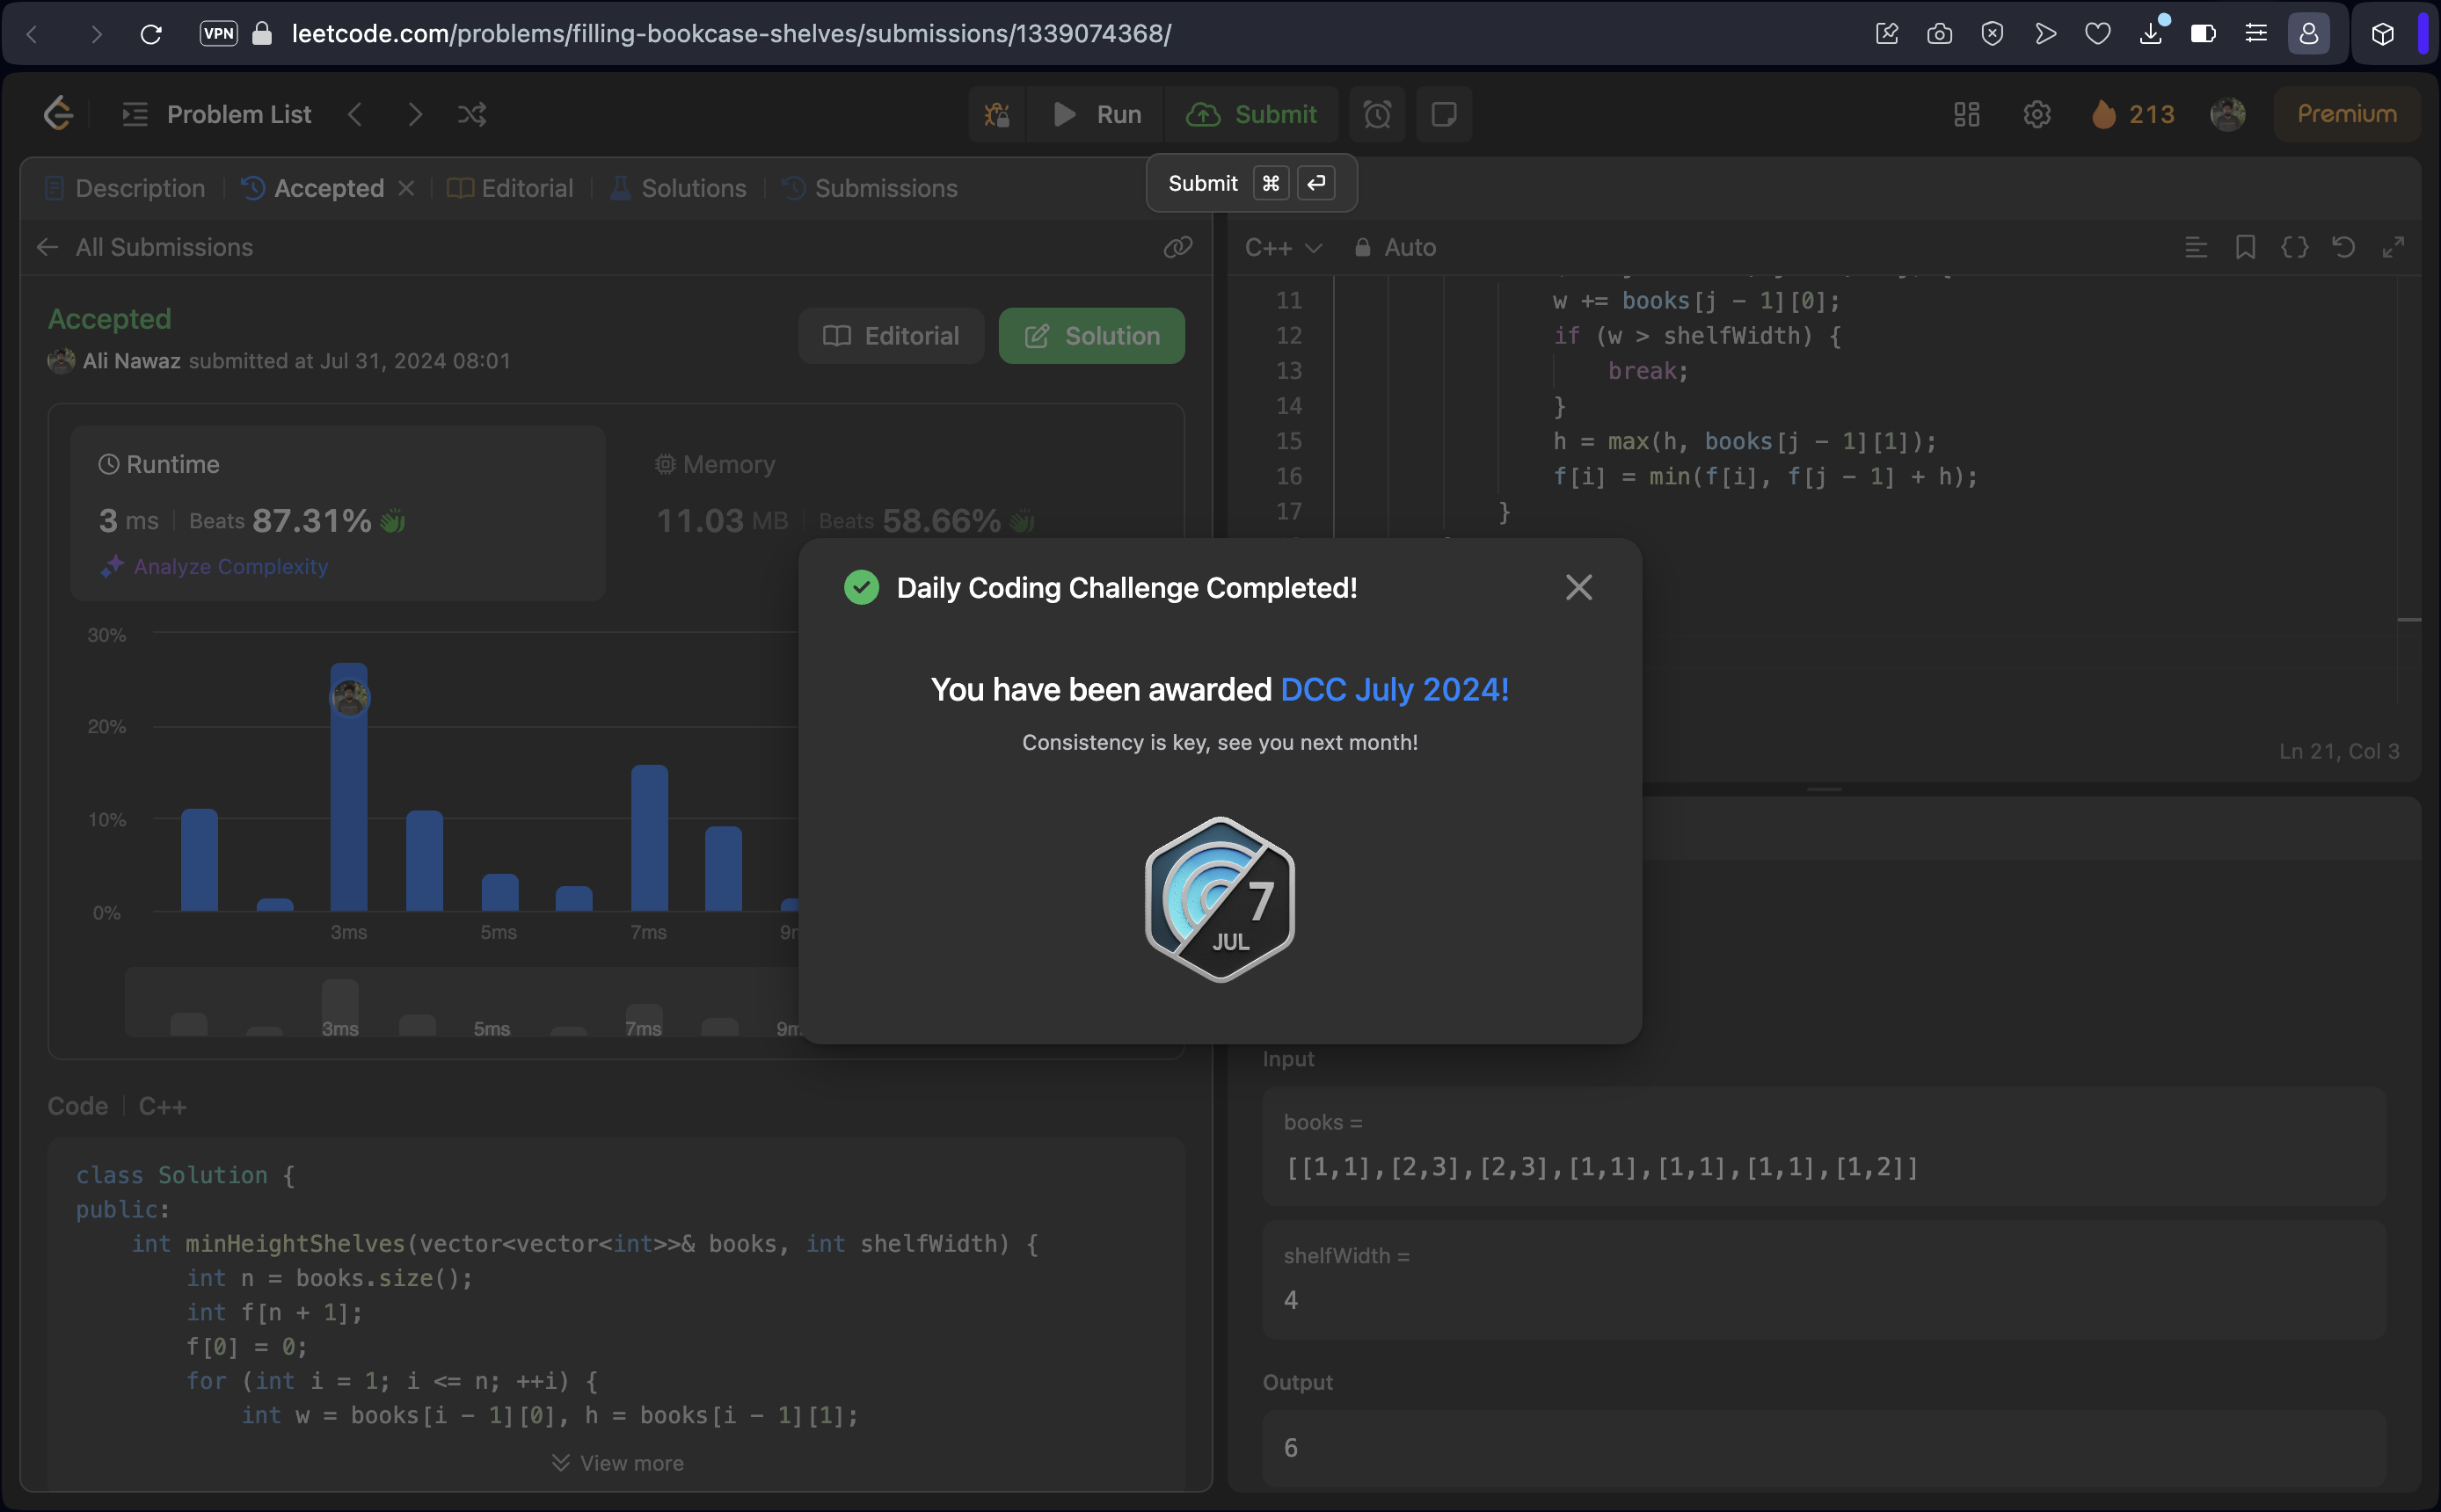 VPN leetcode.com/problems/filling-bookcase-shelves/submissions/1339074368/
Problem List Run Submit 213 Premium
Description Accepted Editorial Solutions Submissions
Submit ⌘
All Submissions
Accepted
Ali Nawaz submitted at Jul 31, 2024 08:01
Editorial Solution
Runtime
3 ms Beats 87.31%
Analyze Complexity
Memory
11.03 MB Beats 58.66%
30%
20%
10%
0%
3ms 5ms 7ms
3ms 5ms 7ms
Code C++
class Solution {
public:
int minHeightShelves(vector<vector<int>>& books, int shelfWidth) {
int n = books.size();
int f[n + 1];
f[0] = 0;
for (int i = 1; i <= n; ++i) {
int w = books[i - 1][0], h = books[i - 1][1];
View more
C++ Auto
11 w += books[j - 1][0];
12 if (w > shelfWidth) {
13 break;
14 }
15 h = max(h, books[j - 1][1]);
16 f[i] = min(f[i], f[j - 1] + h);
17 }
Ln 21, Col 3
Daily Coding Challenge Completed!
You have been awarded DCC July 2024!
Consistency is key, see you next month!
7
JUL
Input
books =
[[1,1],[2,3],[2,3],[1,1],[1,1],[1,1],[1,2]]
shelfWidth =
4
Output
6